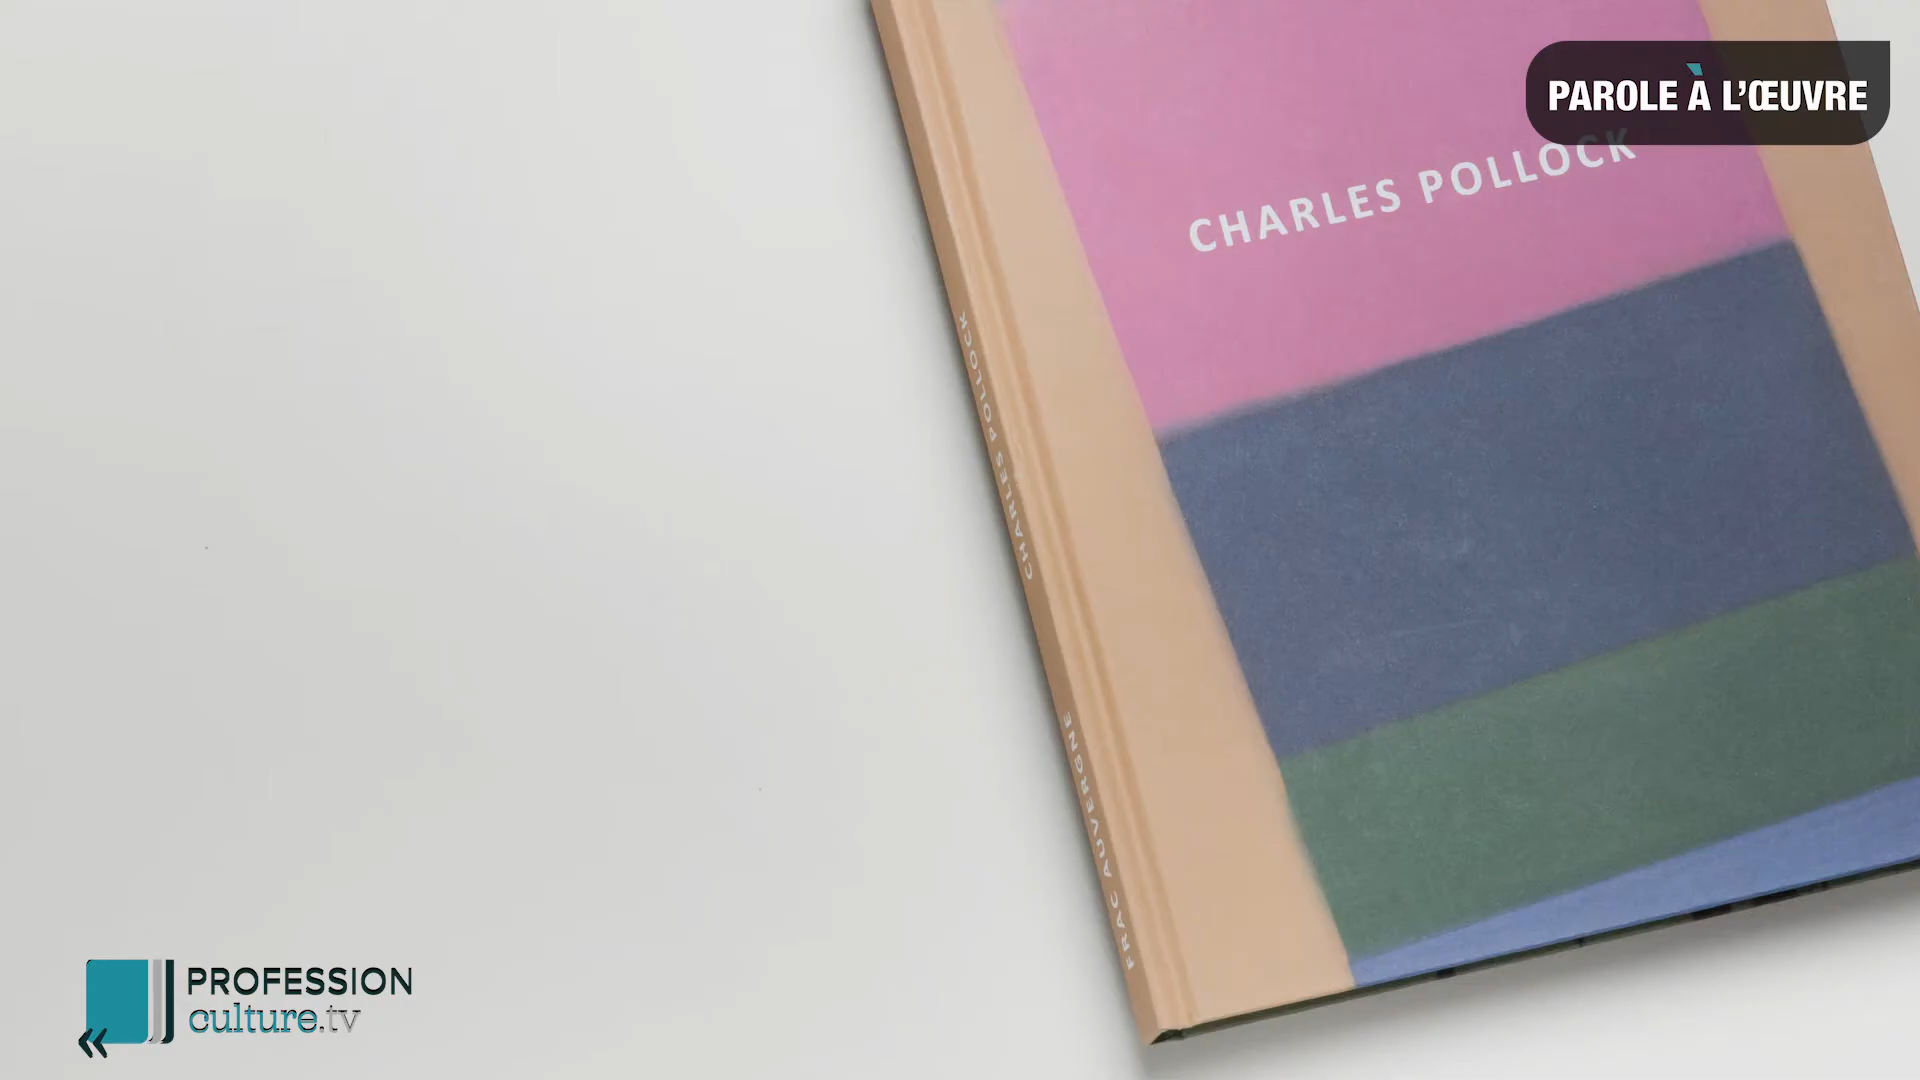 PAROLE À L'ŒUVRE
CHARLES POLLOCK
CHARLES POLLOCK
FRAC AUVERGNE
PROFESSION
culture.tv